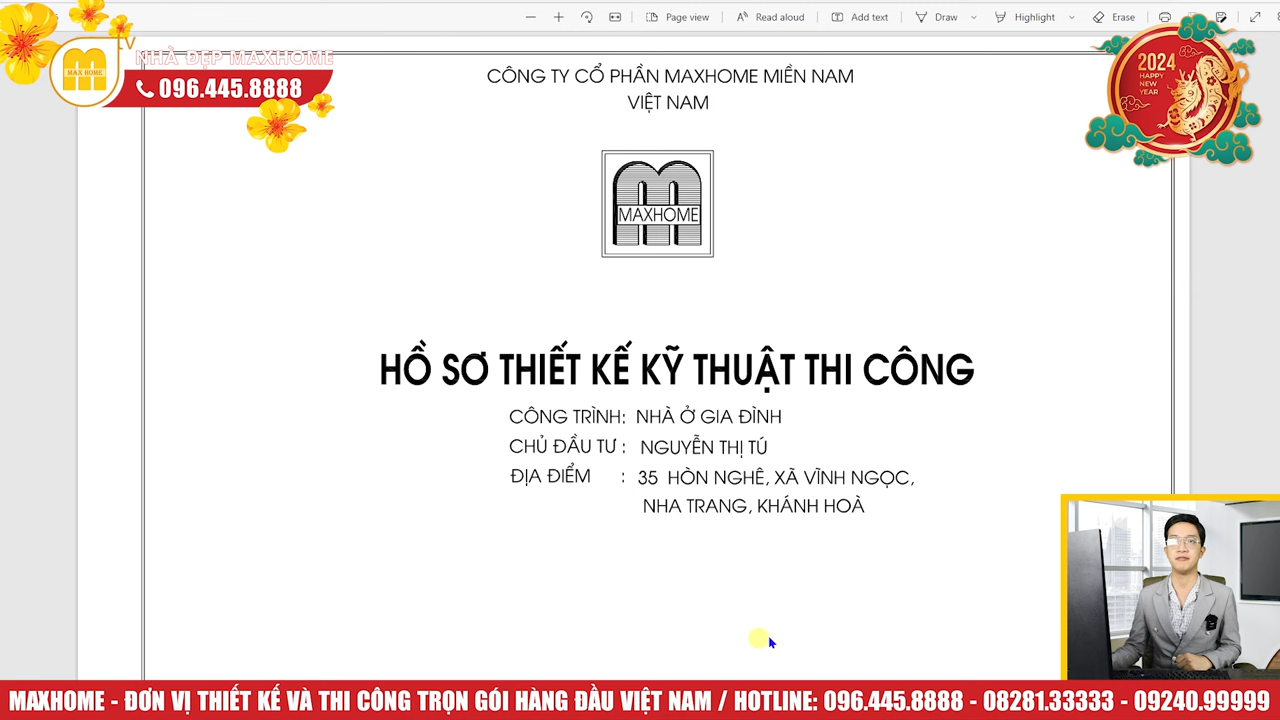 Page view
Read aloud
Add text
Draw
Highlight
Erase
NHÀ ĐẸP MAXHOME
MAX HOME
096.445.8888
2024
HAPPY
NEW
YEAR
CÔNG TY CỔ PHẦN MAXHOME MIỀN NAM
VIỆT NAM
MAXHOME
HỒ SƠ THIẾT KẾ KỸ THUẬT THI CÔNG
CÔNG TRÌNH: NHÀ Ở GIA ĐÌNH
CHỦ ĐẦU TƯ : NGUYỄN THỊ TÚ
ĐỊA ĐIỂM : 35 HÒN NGHÊ, XÃ VĨNH NGỌC,
NHA TRANG, KHÁNH HOÀ
MAXHOME - ĐƠN VỊ THIẾT KẾ VÀ THI CÔNG TRỌN GÓI HÀNG ĐẦU VIỆT NAM / HOTLINE: 096.445.8888 - 08281.33333 - 09240.99999